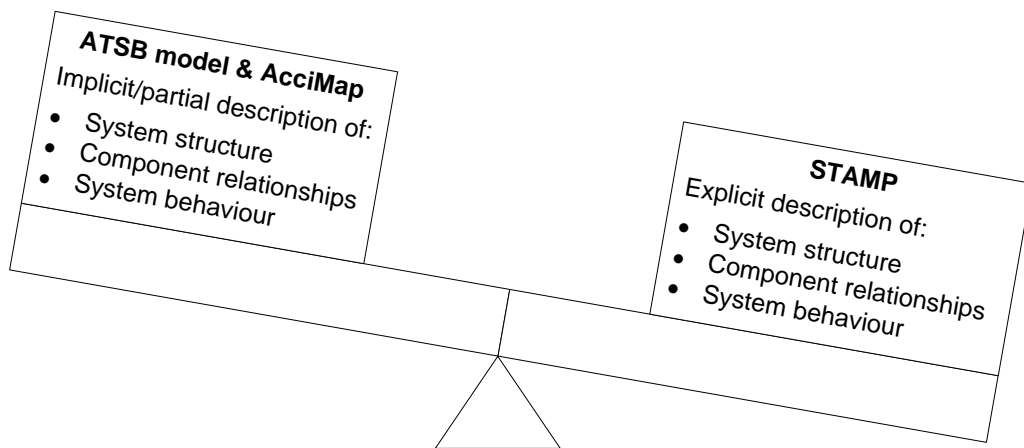 ATSB model & AcciMap
Implicit/partial description of:
• System structure
• Component relationships
• System behaviour
STAMP
Explicit description of:
• System structure
• Component relationships
• System behaviour